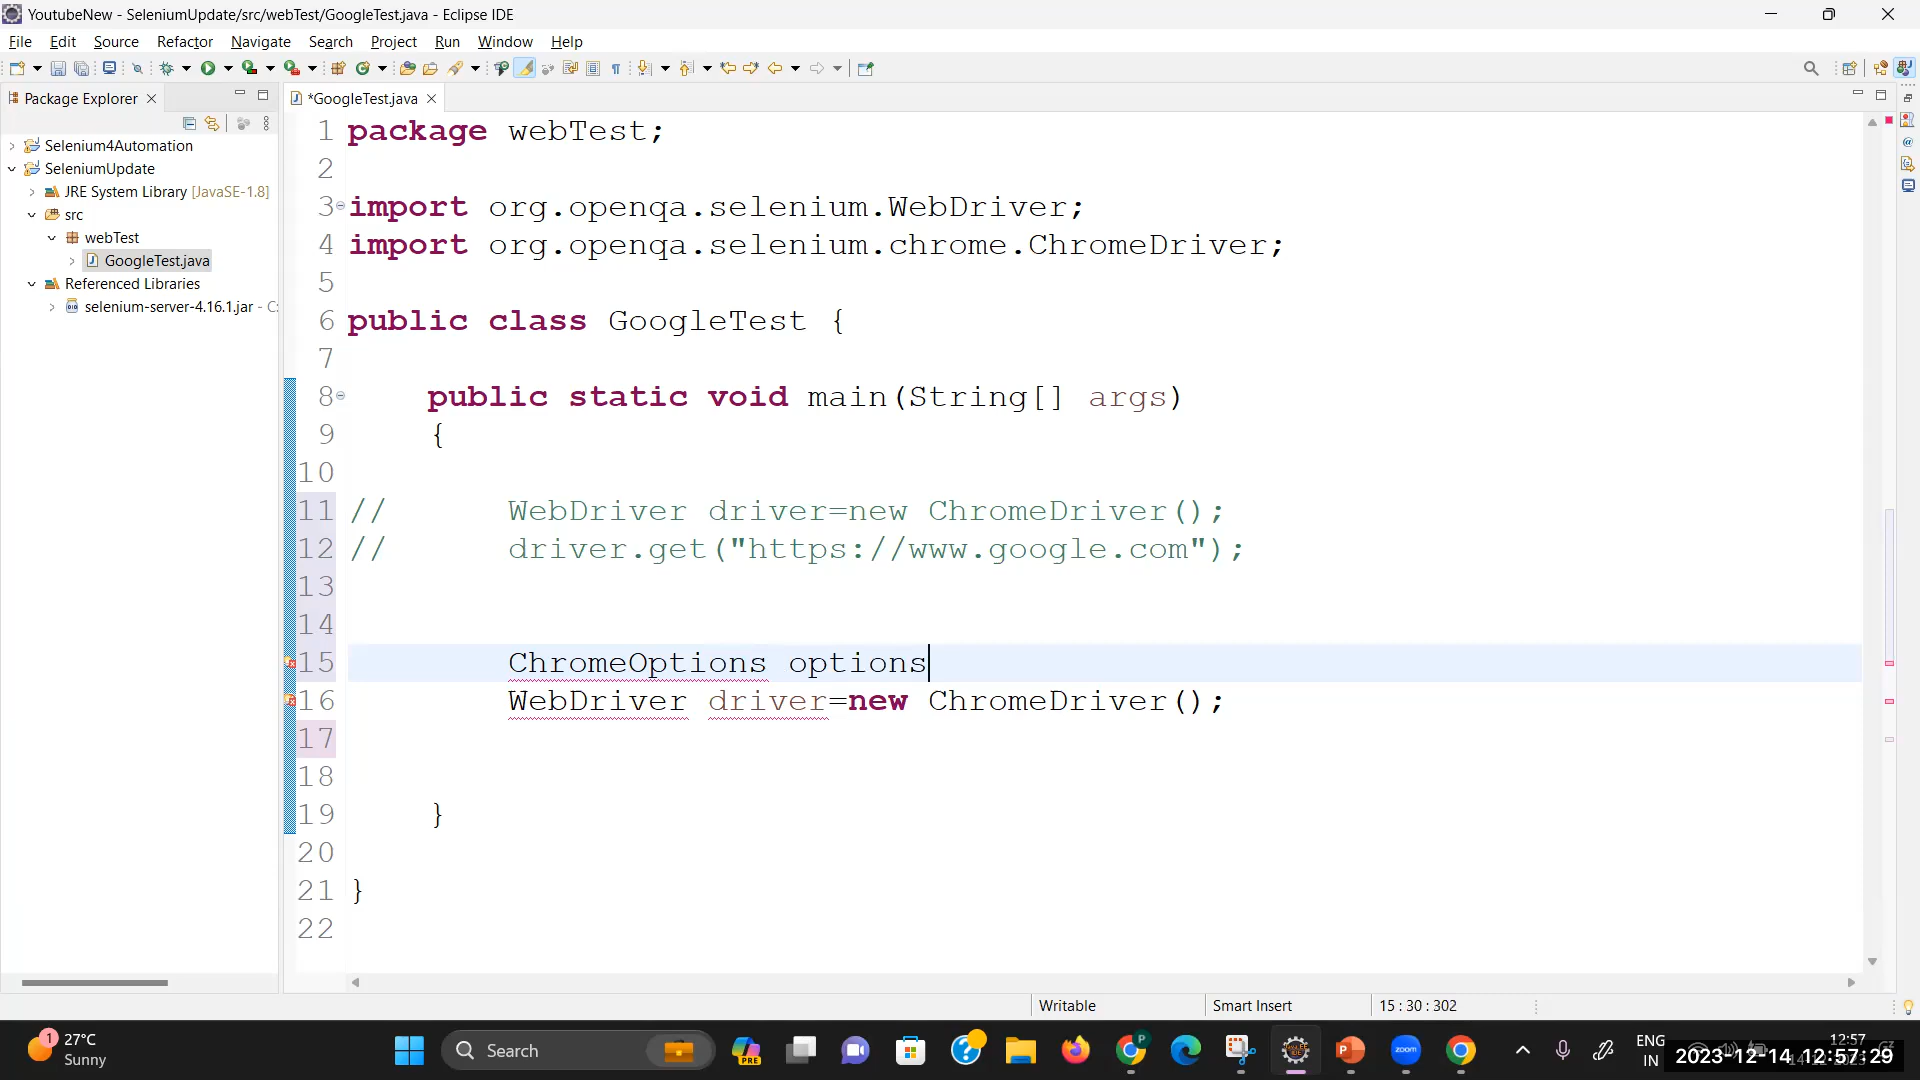 YoutubeNew - SeleniumUpdate/src/webTest/GoogleTest.java - Eclipse IDE
File Edit Source Refactor Navigate Search Project Run Window Help
Package Explorer
*GoogleTest.java
Selenium4Automation
SeleniumUpdate
JRE System Library [JavaSE-1.8]
src
webTest
GoogleTest.java
Referenced Libraries
selenium-server-4.16.1.jar - C:
1 package webTest;
2
3 import org.openqa.selenium.WebDriver;
4 import org.openqa.selenium.chrome.ChromeDriver;
5
6 public class GoogleTest {
7
8 public static void main(String[] args)
9 {
10
11 // WebDriver driver=new ChromeDriver();
12 // driver.get("https://www.google.com");
13
14
15 ChromeOptions options
16 WebDriver driver=new ChromeDriver();
17
18
19 }
20
21 }
22
Writable Smart Insert 15 : 30 : 302
1 27°C
Sunny
Search
PRE
zoom
ENG
IN
12:57
2023-12-14 12:57:29